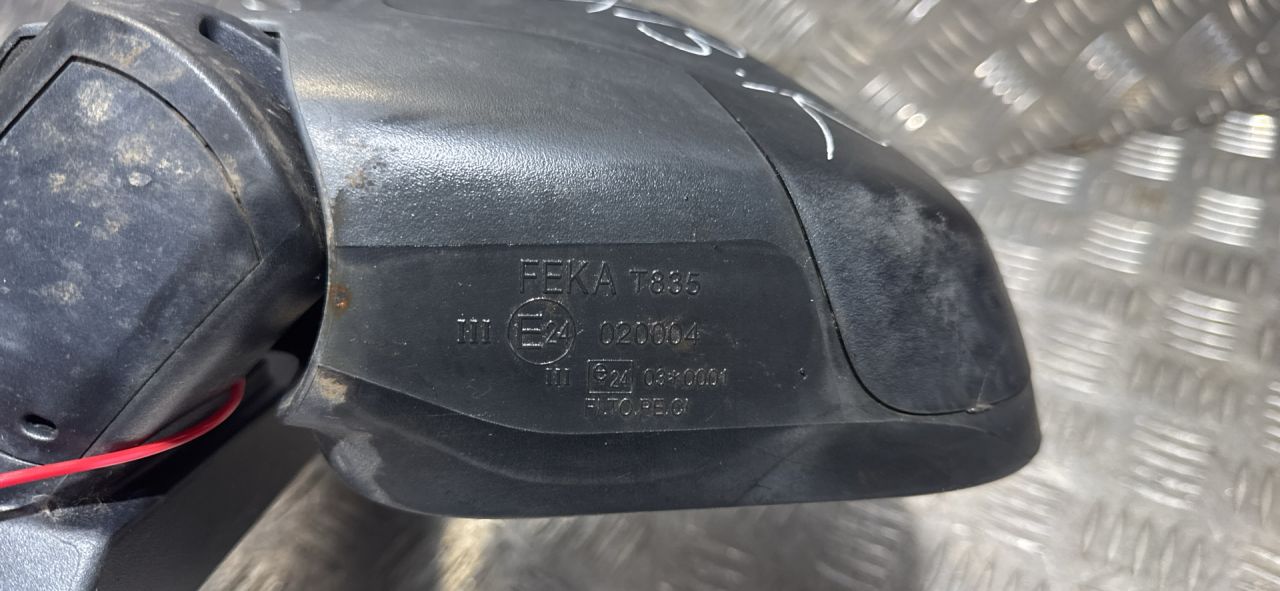 FEKA T835
III E24 020004
III e24 03*0001
FI.TO.PE.CI